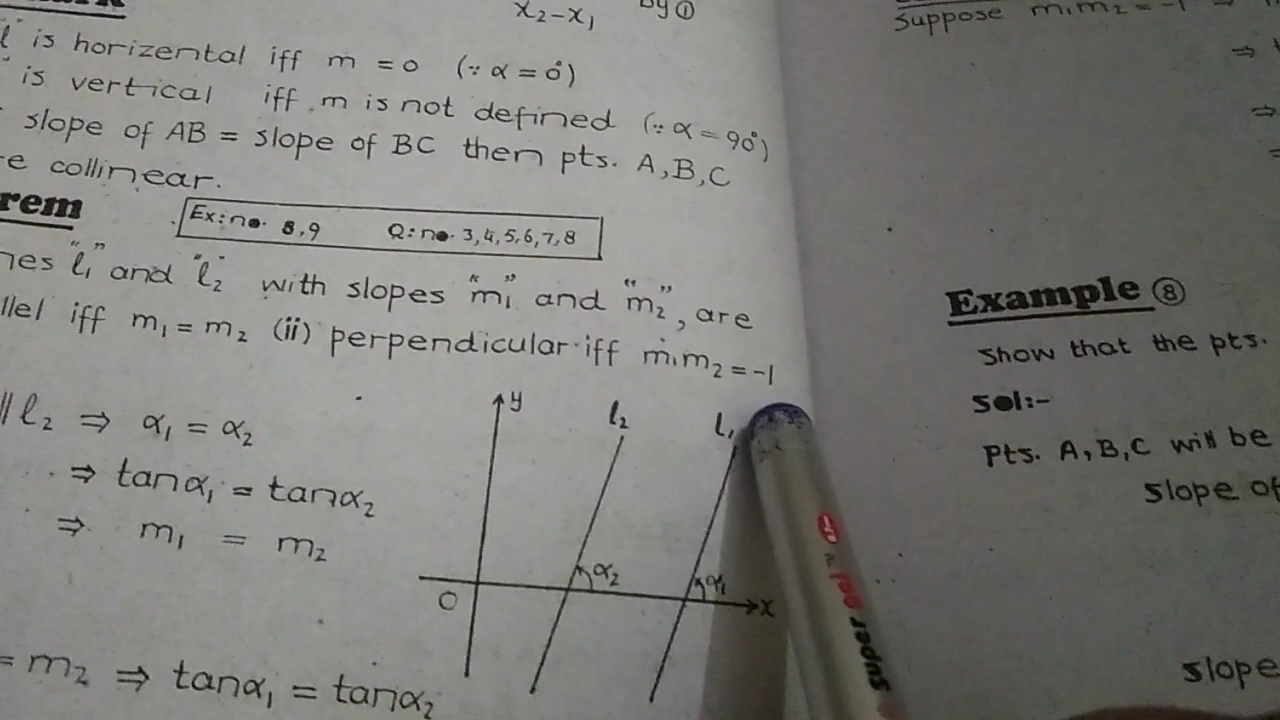 x₂-x₁ by ①
l is horizental iff m = 0 (∵ α = 0°)
" is vertical iff m is not defined (∵ α = 90°)
slope of AB = slope of BC then pts. A,B,C
collinear.
Ex: no. 8,9 Q: no. 3,4,5,6,7,8
"l₁" and "l₂" with slopes "m₁" and "m₂", are
iff m₁ = m₂ (ii) perpendicular iff m₁m₂ = -1
∥ l₂ ⇒ α₁ = α₂
⇒ tanα₁ = tanα₂
⇒ m₁ = m₂
= m₂ ⇒ tanα₁ = tanα₂
y
l₂
l₁
α₂
α₁
O
x
Suppose m₁m₂ = -1 ⇒
⇒
⇒
Example ⑧
Show that the pts.
Sol:-
Pts. A,B,C will be
Slope of
slope
Super gel